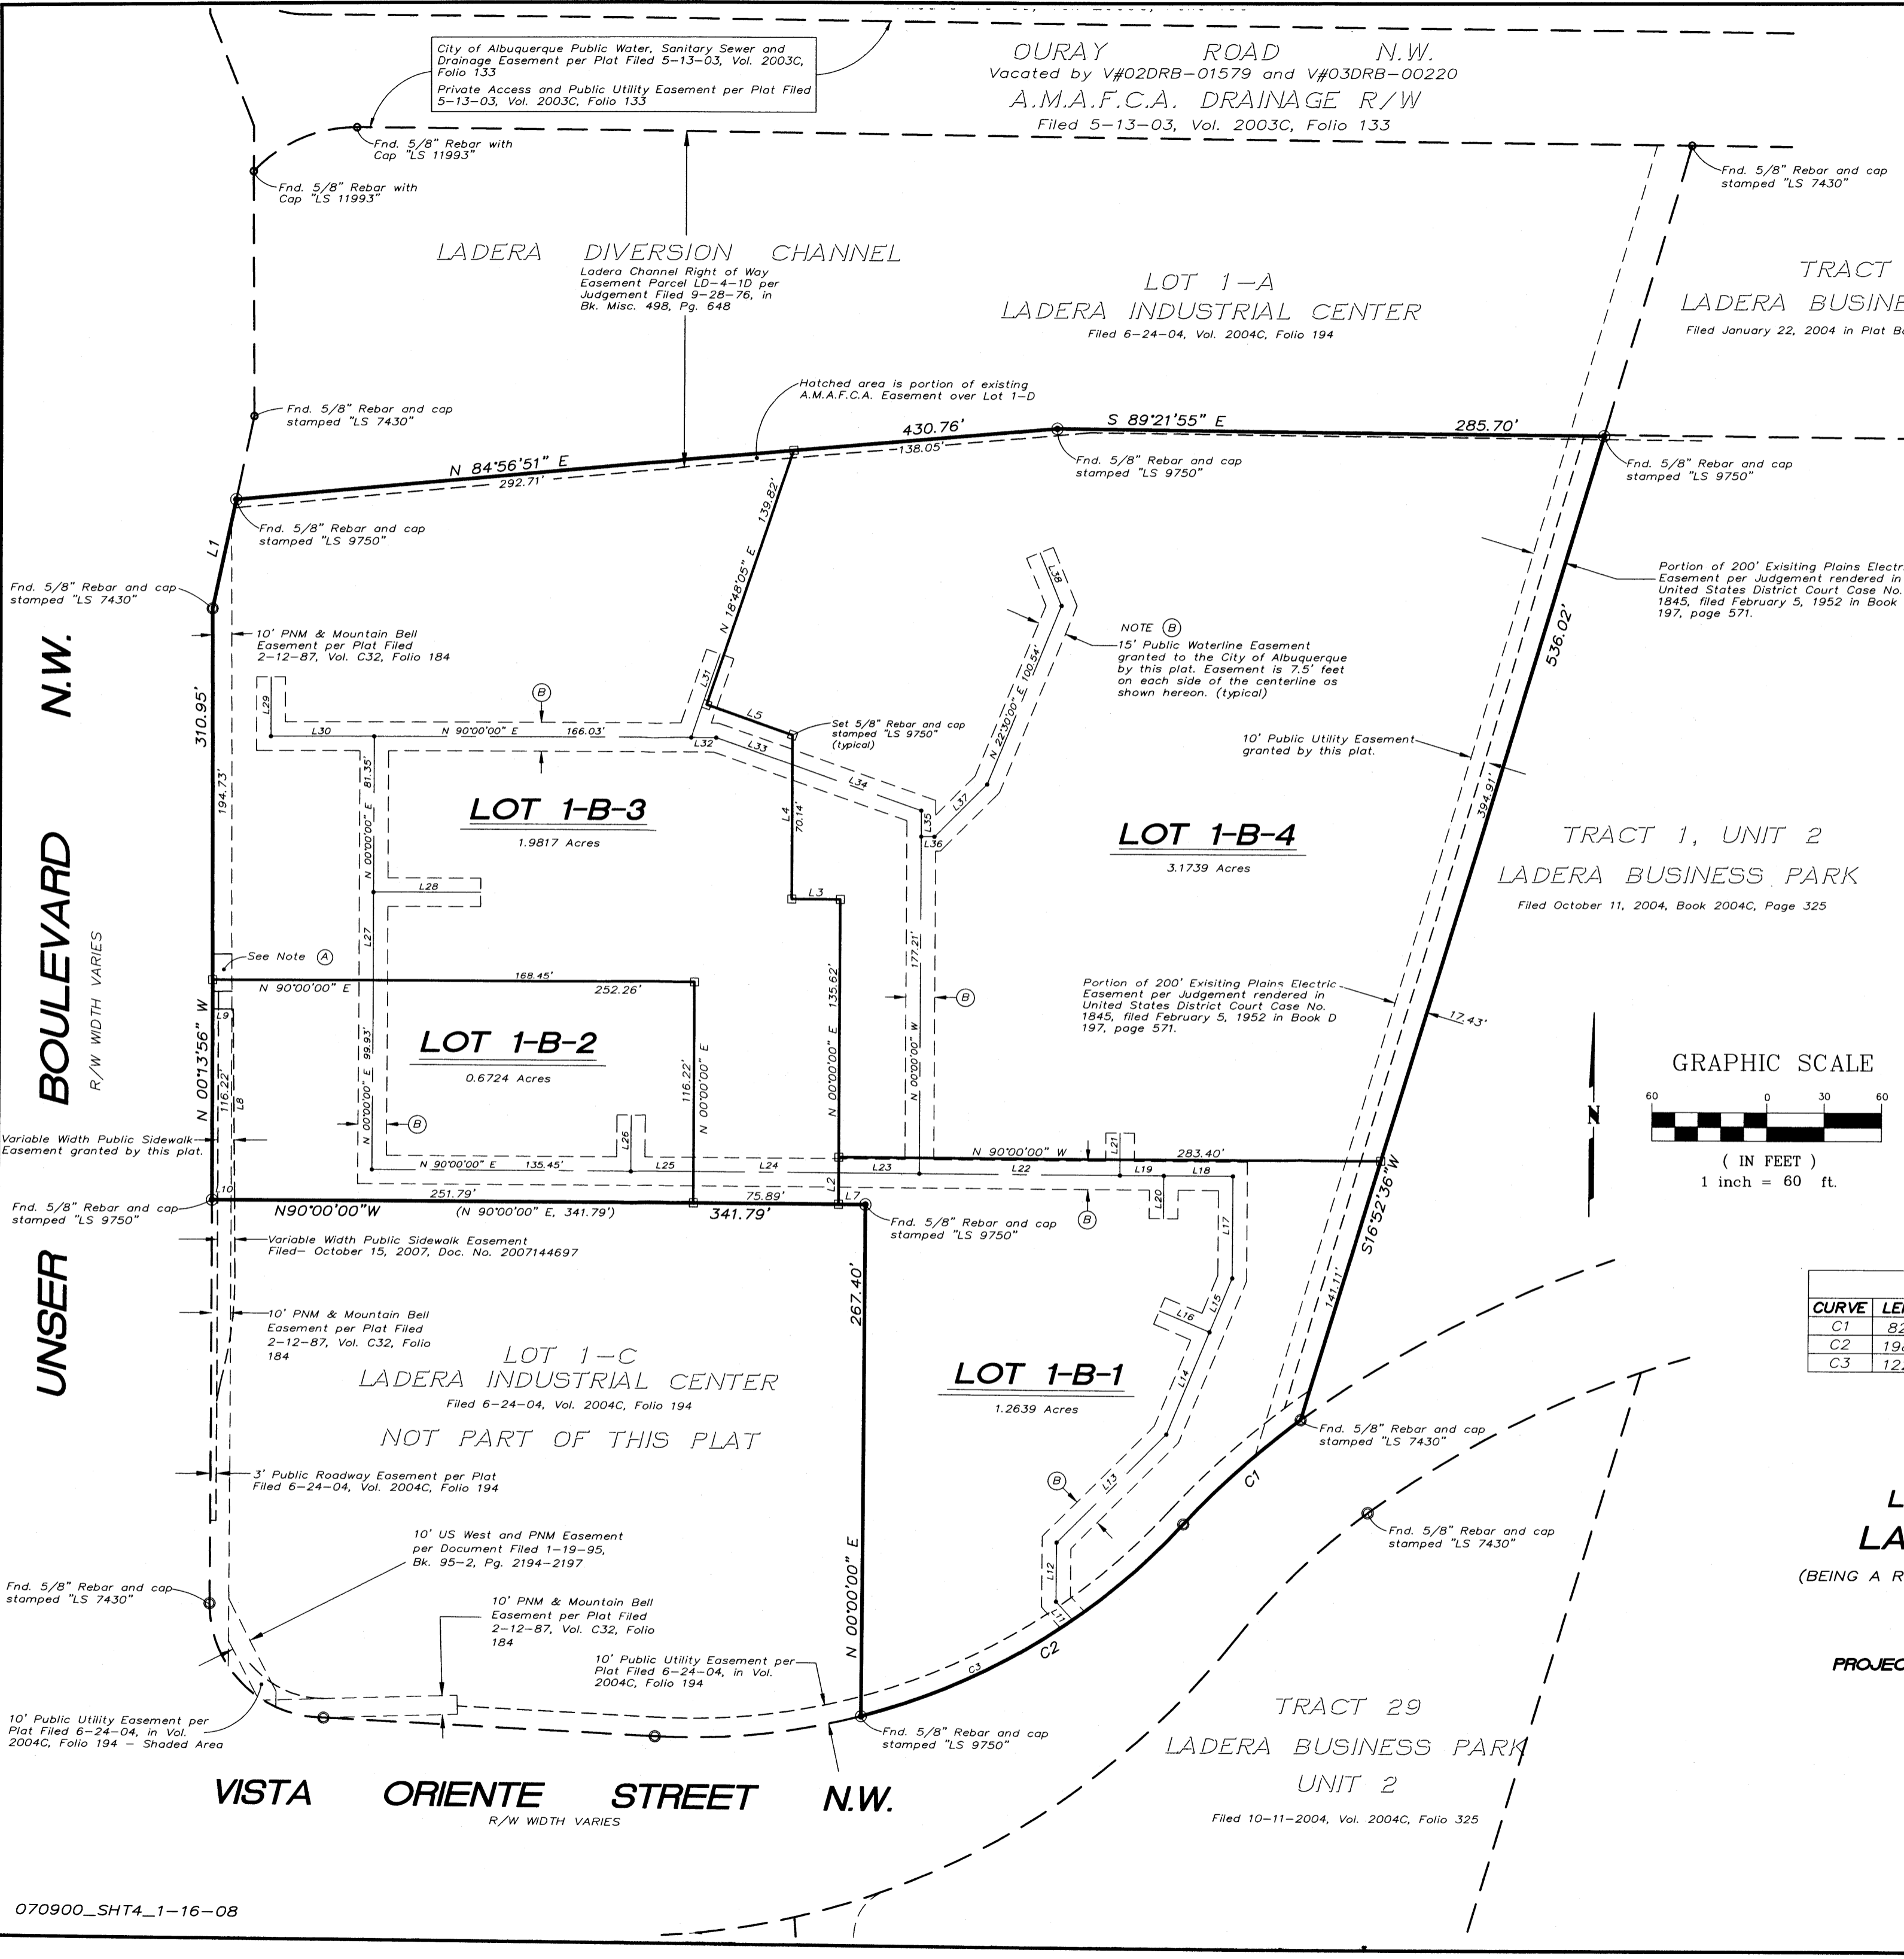 City of Albuquerque Public Water, Sanitary Sewer and
Drainage Easement per Plat Filed 5-13-03, Vol. 2003C,
Folio 133
Private Access and Public Utility Easement per Plat Filed
5-13-03, Vol. 2003C, Folio 133
OURAY ROAD N.W.
Vacated by V#02DRB-01579 and V#03DRB-00220
A.M.A.F.C.A. DRAINAGE R/W
Filed 5-13-03, Vol. 2003C, Folio 133
Fnd. 5/8" Rebar with
Cap "LS 11993"
Fnd. 5/8" Rebar with
Cap "LS 11993"
Fnd. 5/8" Rebar and cap
stamped "LS 7430"
LADERA DIVERSION CHANNEL
Ladera Channel Right of Way
Easement Parcel LD-4-1D per
Judgement Filed 9-28-76, in
Bk. Misc. 498, Pg. 648
LOT 1-A
LADERA INDUSTRIAL CENTER
Filed 6-24-04, Vol. 2004C, Folio 194
TRACT
LADERA BUSINE
Filed January 22, 2004 in Plat B
Hatched area is portion of existing
A.M.A.F.C.A. Easement over Lot 1-D
Fnd. 5/8" Rebar and cap
stamped "LS 7430"
430.76'
138.05'
S 89°21'55" E
285.70'
N 84°56'51" E
292.71'
Fnd. 5/8" Rebar and cap
stamped "LS 9750"
Fnd. 5/8" Rebar and cap
stamped "LS 9750"
Fnd. 5/8" Rebar and cap
stamped "LS 9750"
L1
139.82'
N 18°48'05" E
Fnd. 5/8" Rebar and cap
stamped "LS 7430"
L38
Portion of 200' Exisiting Plains Electr
Easement per Judgement rendered in
United States District Court Case No.
1845, filed February 5, 1952 in Book
197, page 571.
10' PNM & Mountain Bell
Easement per Plat Filed
2-12-87, Vol. C32, Folio 184
NOTE B
15' Public Waterline Easement
granted to the City of Albuquerque
by this plat. Easement is 7.5' feet
on each side of the centerline as
shown hereon. (typical)
536.02'
310.95'
194.73'
L29
B
L31
L5
N 22°30'00" E 100.54'
L30
N 90°00'00" E 166.03'
L32
L33
Set 5/8" Rebar and cap
stamped "LS 9750"
(typical)
10' Public Utility Easement
granted by this plat.
N 00°00'00" E 81.35'
L34
L37
L4
70.14'
L35
L36
394.91'
LOT 1-B-3
1.9817 Acres
LOT 1-B-4
3.1739 Acres
TRACT 1, UNIT 2
LADERA BUSINESS PARK
Filed October 11, 2004, Book 2004C, Page 325
L28
L3
L27
177.21'
See Note A
168.45'
N 90°00'00" E
252.26'
135.62'
B
Portion of 200' Exisiting Plains Electric
Easement per Judgement rendered in
United States District Court Case No.
1845, filed February 5, 1952 in Book D
197, page 571.
17.43'
UNSER BOULEVARD N.W.
R/W WIDTH VARIES
N 00°13'56" W
L9
116.22'
L8
LOT 1-B-2
0.6724 Acres
N 00°00'00" E 99.93'
B
116.22'
N 00°00'00" E
N 00°00'00" E
N 00°00'00" W
GRAPHIC SCALE
60 0 30 60
N
( IN FEET )
1 inch = 60 ft.
Variable Width Public Sidewalk
Easement granted by this plat.
L26
L21
N 90°00'00" W
283.40'
N 90°00'00" E 135.45'
L25
L24
L23
L22
L19
L18
L10
251.79'
75.89'
L2
L7
L20
N90°00'00"W
(N 90°00'00" E, 341.79')
341.79'
B
S16°52'36"W
Fnd. 5/8" Rebar and cap
stamped "LS 9750"
Fnd. 5/8" Rebar and cap
stamped "LS 9750"
L17
Variable Width Public Sidewalk Easement
Filed- October 15, 2007, Doc. No. 2007144697
267.40'
141.11'
L15
L16
10' PNM & Mountain Bell
Easement per Plat Filed
2-12-87, Vol. C32, Folio
184
CURVE LE
C1 82
C2 19
C3 12
LOT 1-C
LADERA INDUSTRIAL CENTER
Filed 6-24-04, Vol. 2004C, Folio 194
NOT PART OF THIS PLAT
LOT 1-B-1
1.2639 Acres
L14
Fnd. 5/8" Rebar and cap
stamped "LS 7430"
3' Public Roadway Easement per Plat
Filed 6-24-04, Vol. 2004C, Folio 194
B
L13
C1
10' US West and PNM Easement
per Document Filed 1-19-95,
Bk. 95-2, Pg. 2194-2197
Fnd. 5/8" Rebar and cap
stamped "LS 7430"
L
LA
(BEING A R
PROJEC
Fnd. 5/8" Rebar and cap
stamped "LS 7430"
N 00°00'00" E
L12
L11
C2
C3
10' PNM & Mountain Bell
Easement per Plat Filed
2-12-87, Vol. C32, Folio
184
10' Public Utility Easement per
Plat Filed 6-24-04, in Vol.
2004C, Folio 194
10' Public Utility Easement per
Plat Filed 6-24-04, in Vol.
2004C, Folio 194 - Shaded Area
Fnd. 5/8" Rebar and cap
stamped "LS 9750"
TRACT 29
LADERA BUSINESS PARK
UNIT 2
Filed 10-11-2004, Vol. 2004C, Folio 325
VISTA ORIENTE STREET N.W.
R/W WIDTH VARIES
070900_SHT4_1-16-08